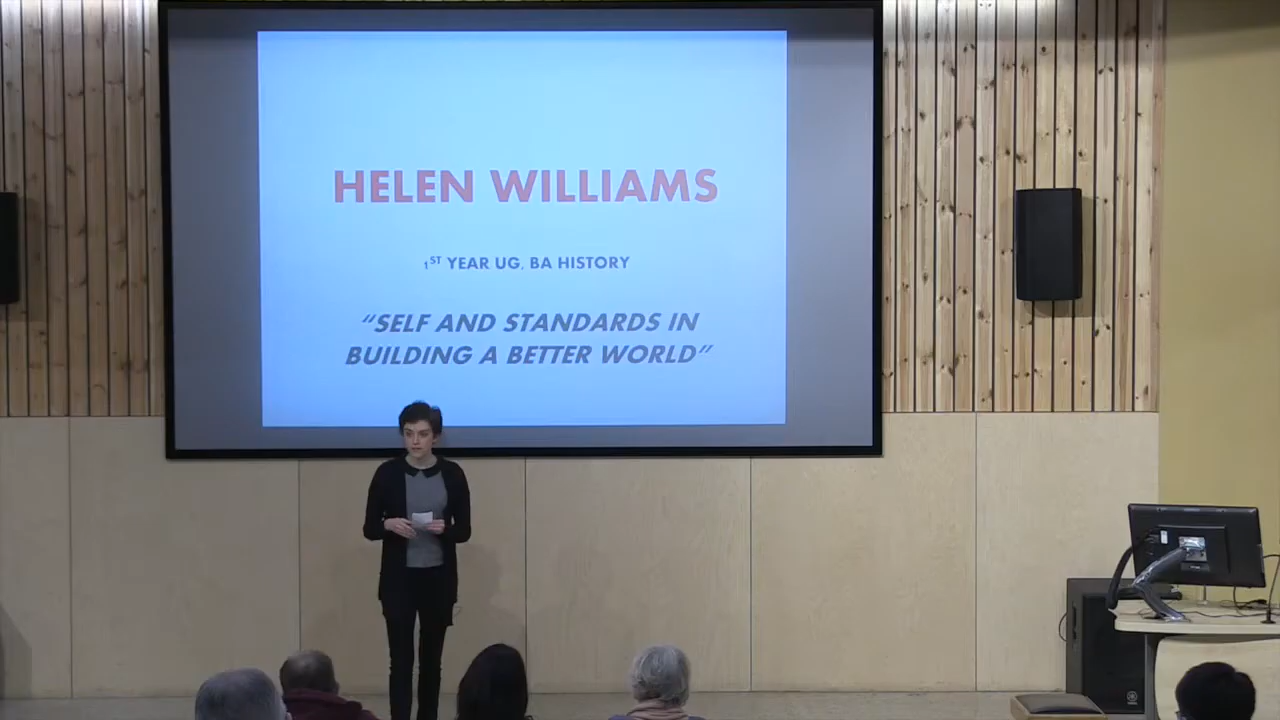 HELEN WILLIAMS
1ST YEAR UG, BA HISTORY
“SELF AND STANDARDS IN
BUILDING A BETTER WORLD”